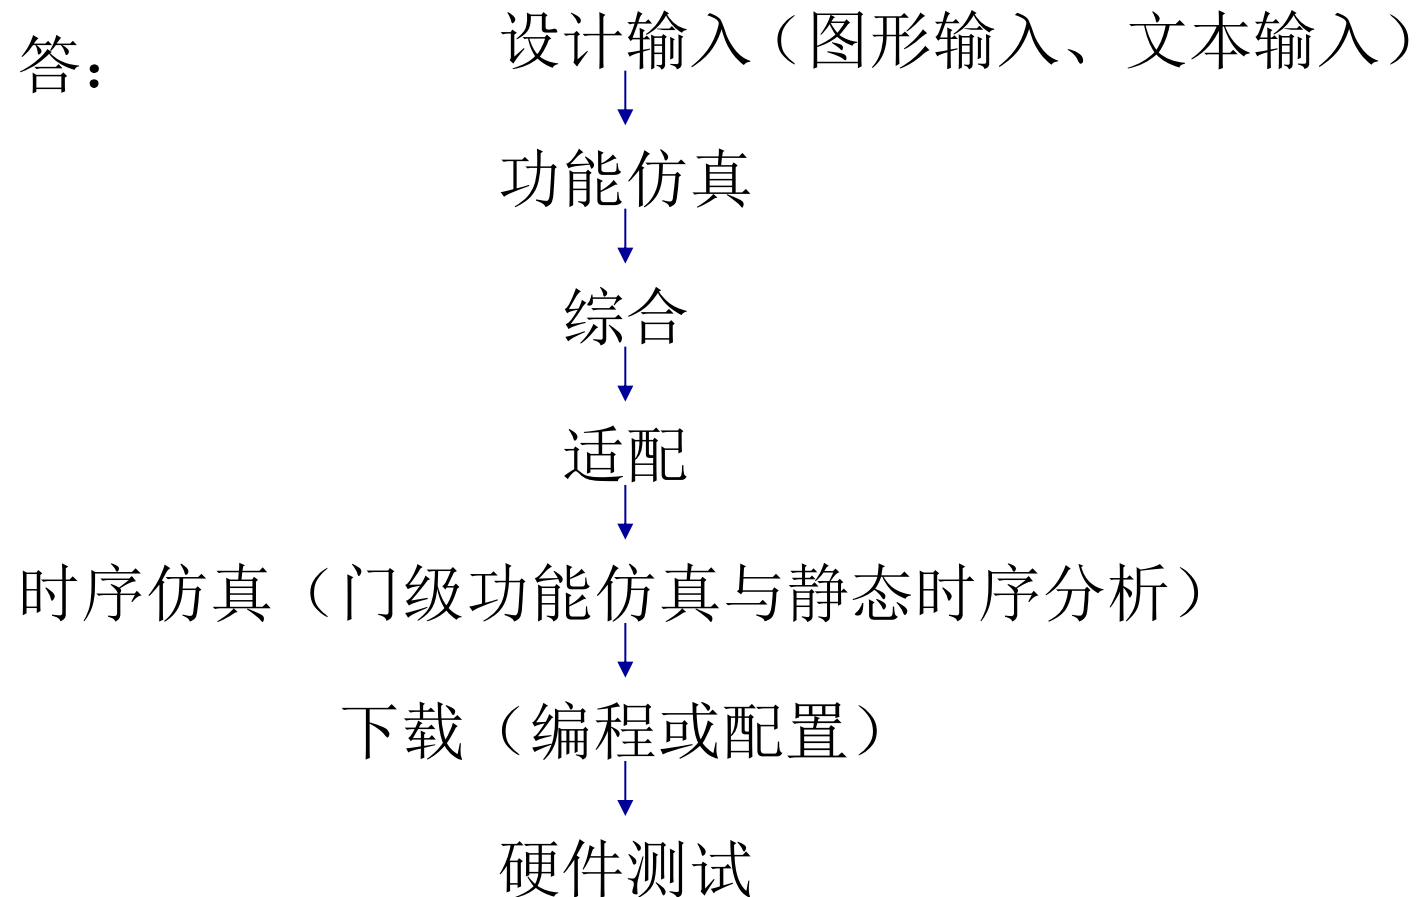 答：
设计输入（图形输入、文本输入）
功能仿真
综合
适配
时序仿真（门级功能仿真与静态时序分析）
下载（编程或配置）
硬件测试